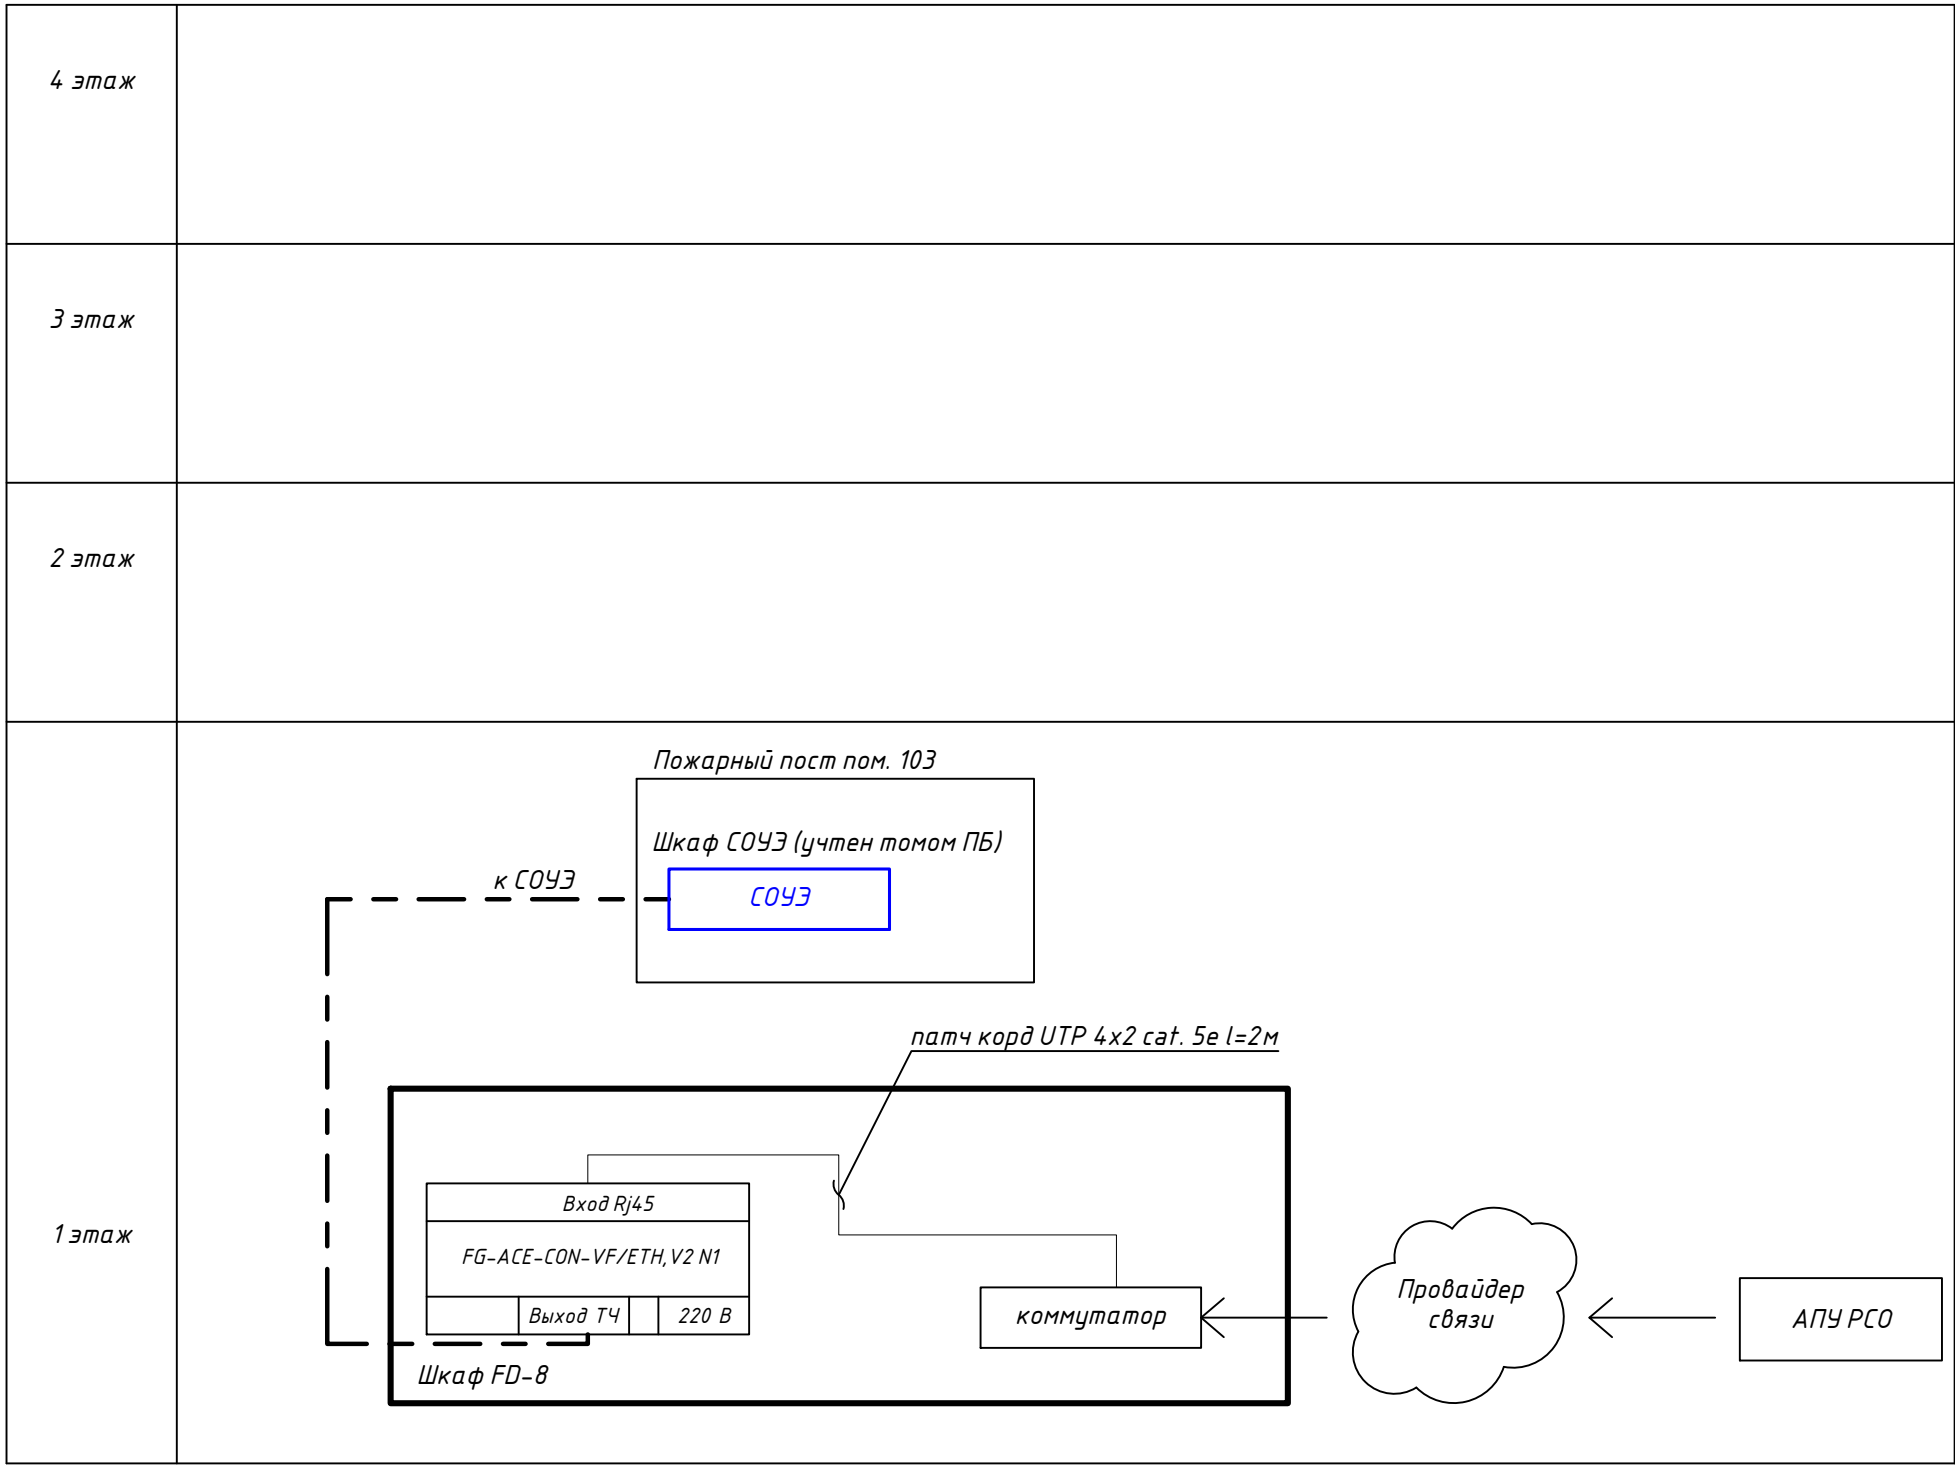 4 этаж
3 этаж
2 этаж
Пожарный пост пом. 103
Шкаф СОУЭ (учтен томом ПБ)
к СОУЭ
СОУЭ
патч корд UTP 4x2 cat. 5e l=2м
Вход Rj45
1 этаж
FG-ACE-CON-VF/ETH,V2 N1
Выход ТЧ
220 В
коммутатор
Провайдер
связи
АПУ РСО
Шкаф FD-8